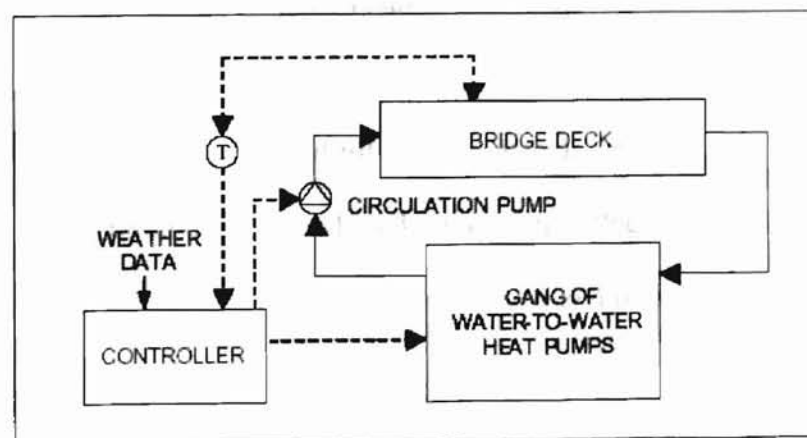 BRIDGE DECK
T
CIRCULATION PUMP
WEATHER
DATA
GANG OF
WATER-TO-WATER
HEAT PUMPS
CONTROLLER